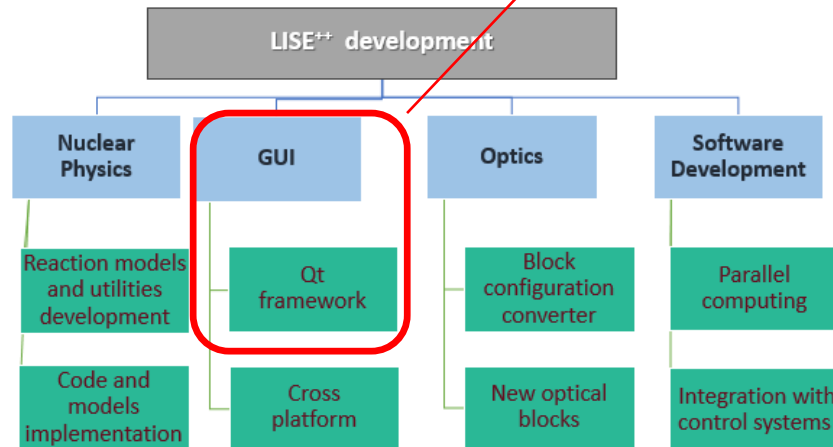 LISE++ development
Nuclear
Physics
GUI
Optics
Software
Development
Reaction models
and utilities
development
Qt
framework
Block
configuration
converter
Parallel
computing
Code and
models
implementation
Cross
platform
New optical
blocks
Integration with
control systems